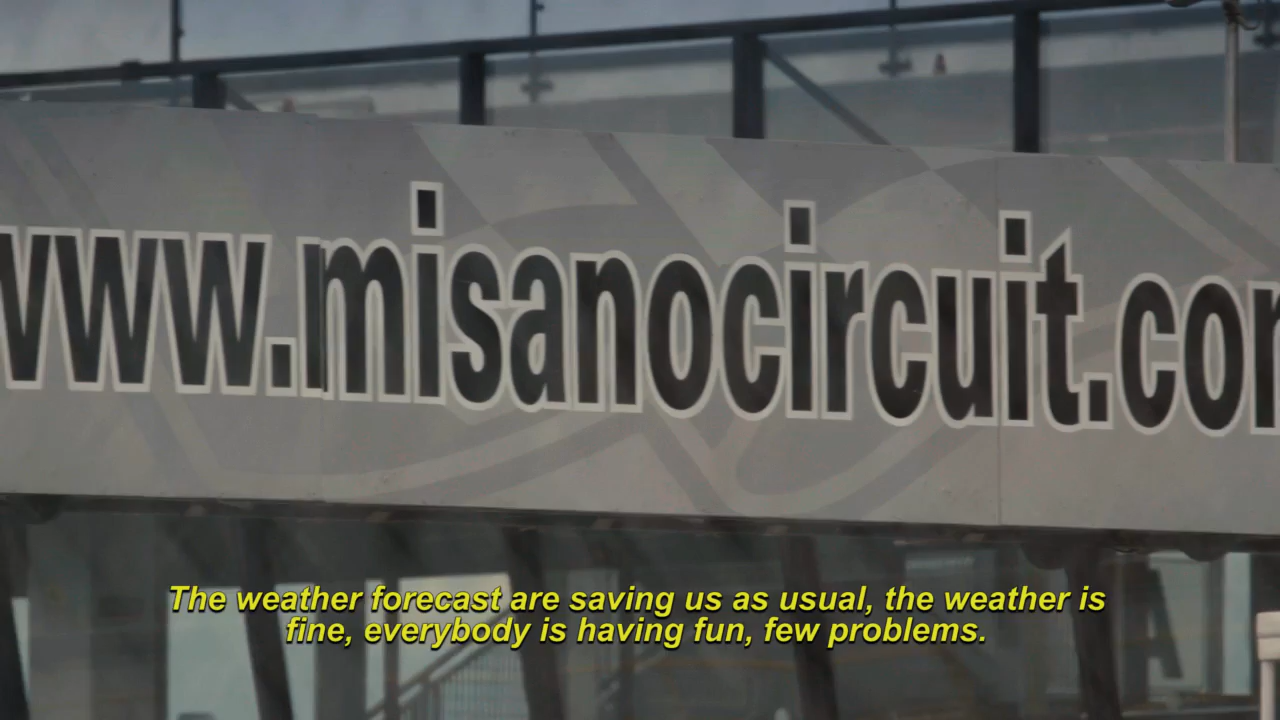 www.misanocircuit.co
The weather forecast are saving us as usual, the weather is
fine, everybody is having fun, few problems.